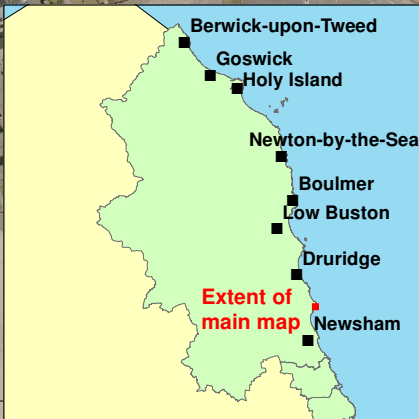 Berwick-upon-Tweed
Goswick
Holy Island
Newton-by-the-Sea
Boulmer
Low Buston
Druridge
Extent of
main map
Newsham